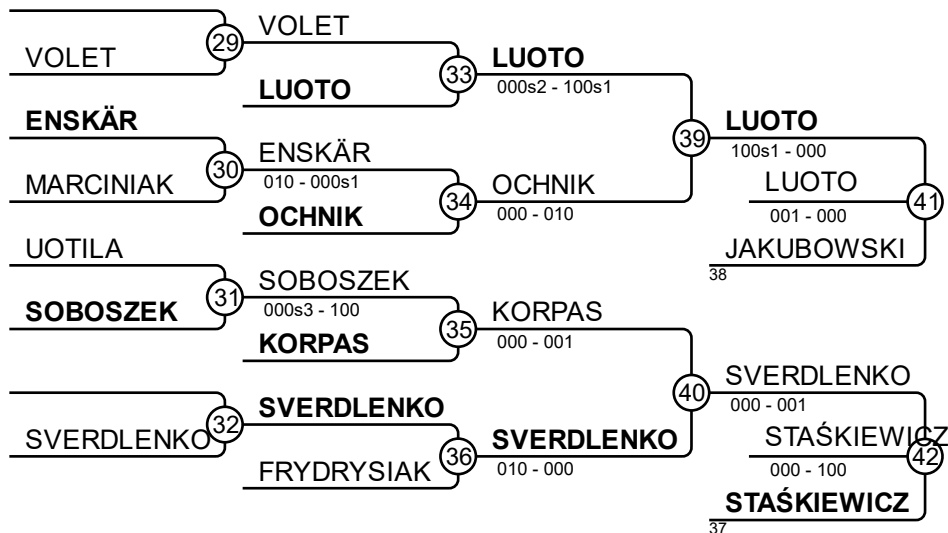 VOLET
29
VOLET
LUOTO
33
LUOTO
000s2 - 100s1
ENSKÄR
MARCINIAK
30
ENSKÄR
010 - 000s1
OCHNIK
34
OCHNIK
000 - 010
39
LUOTO
100s1 - 000
LUOTO
001 - 000
JAKUBOWSKI
38
41
UOTILA
SOBOSZEK
31
SOBOSZEK
000s3 - 100
KORPAS
35
KORPAS
000 - 001
SVERDLENKO
32
SVERDLENKO
FRYDRYSIAK
36
SVERDLENKO
010 - 000
40
SVERDLENKO
000 - 001
STAŚKIEWICZ
000 - 100
STAŚKIEWICZ
37
42